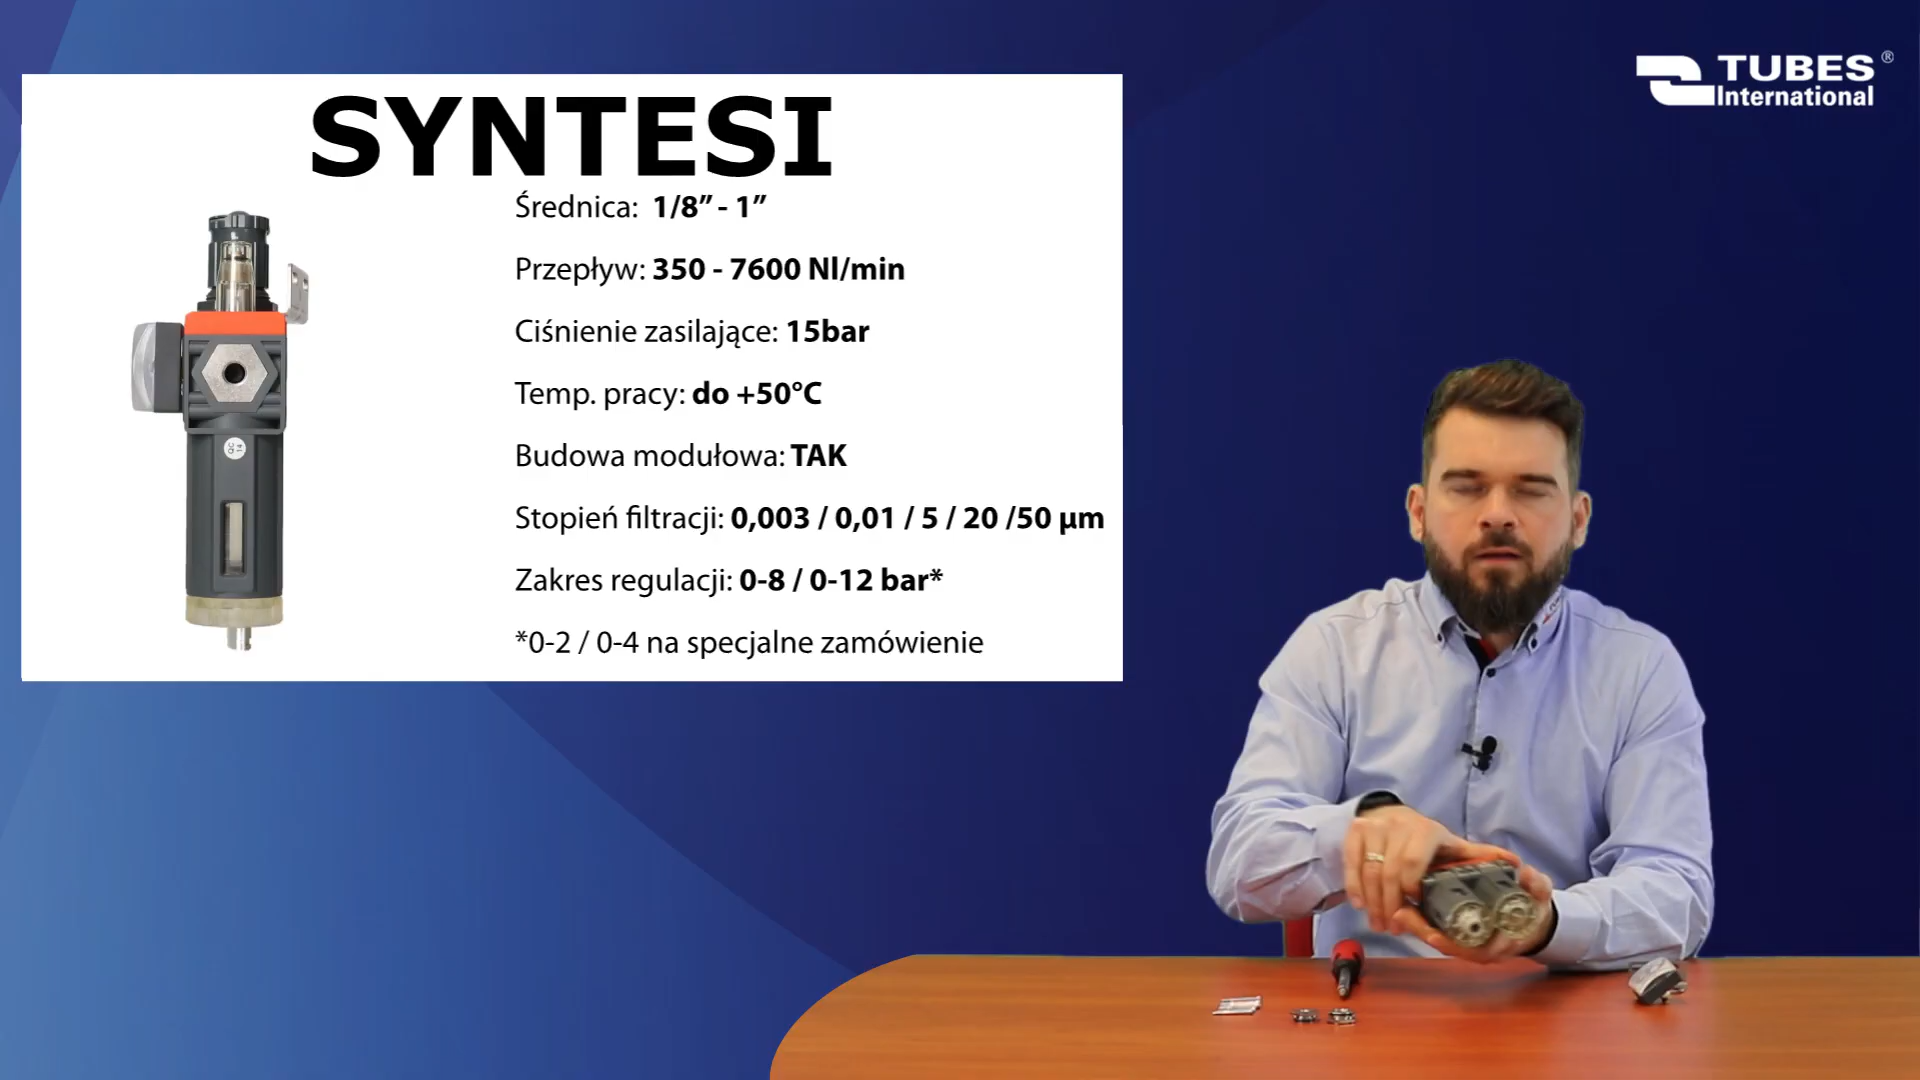 SYNTESI
Średnica: 1/8” - 1”
Przepływ: 350 - 7600 Nl/min
Ciśnienie zasilające: 15bar
Temp. pracy: do +50°C
Budowa modułowa: TAK
Stopień filtracji: 0,003 / 0,01 / 5 / 20 /50 µm
Zakres regulacji: 0-8 / 0-12 bar*
*0-2 / 0-4 na specjalne zamówienie
TUBES ®
International
QC
14